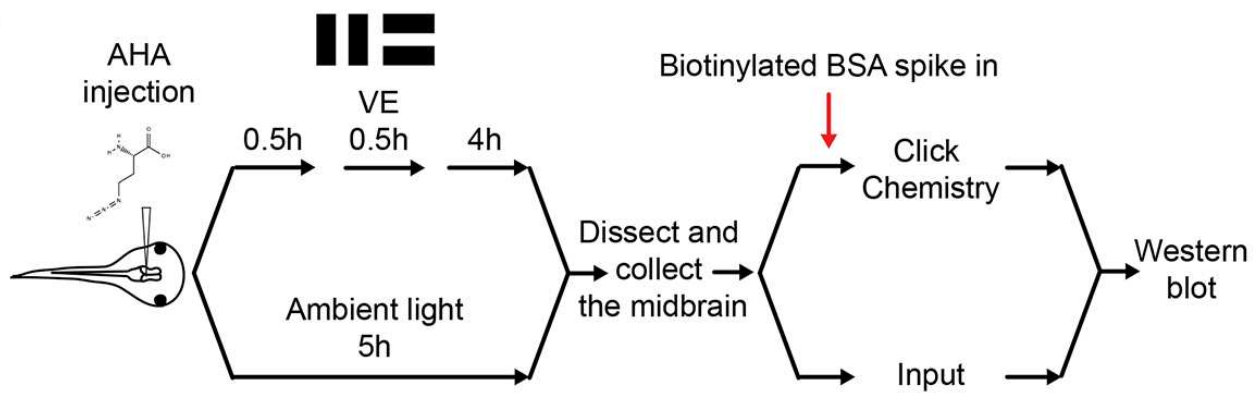 AHA
injection
VE
0.5h 0.5h 4h
Ambient light
5h
Dissect and
collect
the midbrain
Biotinylated BSA spike in
Click
Chemistry
Input
Western
blot